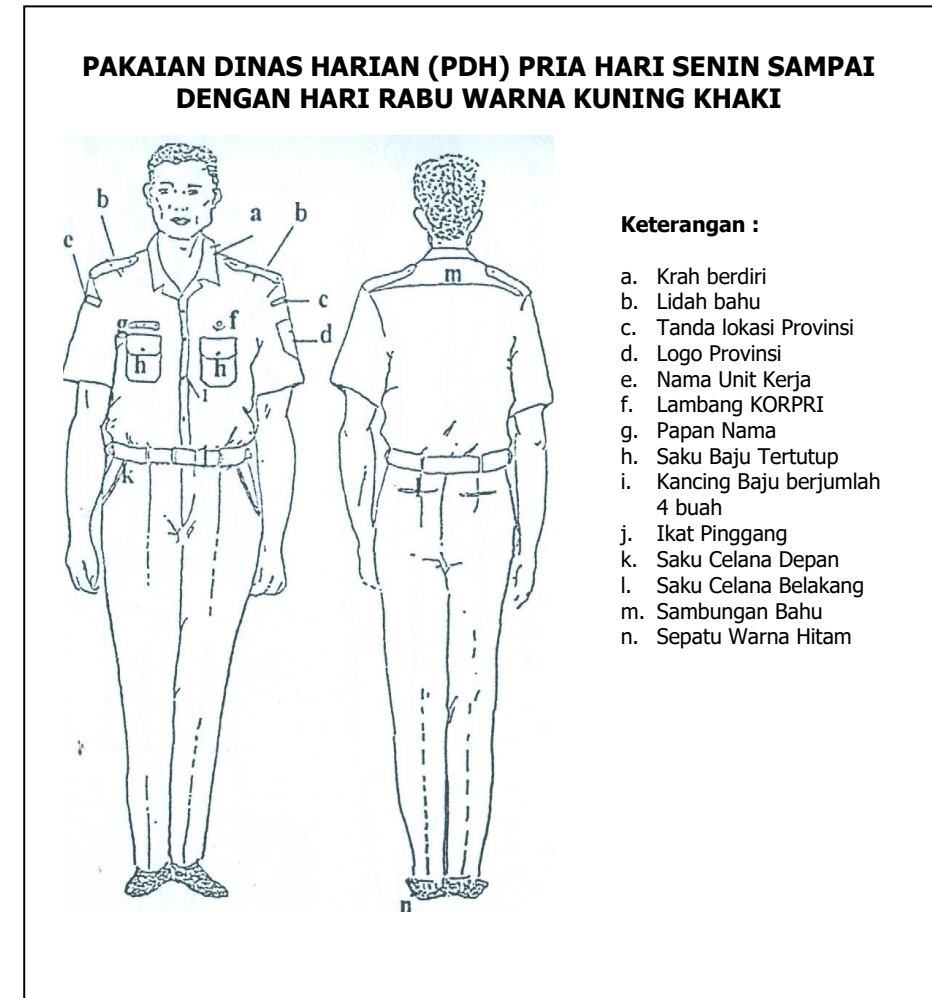 PAKAIAN DINAS HARIAN (PDH) PRIA HARI SENIN SAMPAI
DENGAN HARI RABU WARNA KUNING KHAKI
b
a
b
c
c
g
f
d
h
h
i
k
m
n
Keterangan :
a. Krah berdiri
b. Lidah bahu
c. Tanda lokasi Provinsi
d. Logo Provinsi
e. Nama Unit Kerja
f. Lambang KORPRI
g. Papan Nama
h. Saku Baju Tertutup
i. Kancing Baju berjumlah
4 buah
j. Ikat Pinggang
k. Saku Celana Depan
l. Saku Celana Belakang
m. Sambungan Bahu
n. Sepatu Warna Hitam